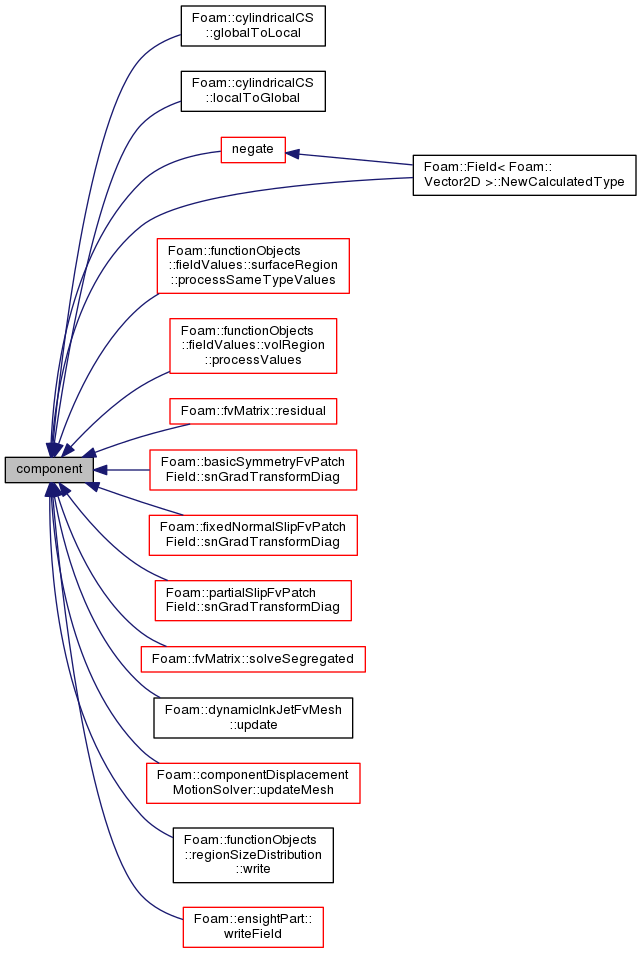 Foam::cylindricalCS
::globalToLocal
Foam::cylindricalCS
::localToGlobal
negate
Foam::Field< Foam::
Vector2D >::NewCalculatedType
Foam::functionObjects
::fieldValues::surfaceRegion
::processSameTypeValues
Foam::functionObjects
::fieldValues::volRegion
::processValues
Foam::fvMatrix::residual
component
Foam::basicSymmetryFvPatch
Field::snGradTransformDiag
Foam::fixedNormalSlipFvPatch
Field::snGradTransformDiag
Foam::partialSlipFvPatch
Field::snGradTransformDiag
Foam::fvMatrix::solveSegregated
Foam::dynamicInkJetFvMesh
::update
Foam::componentDisplacement
MotionSolver::updateMesh
Foam::functionObjects
::regionSizeDistribution
::write
Foam::ensightPart::
writeField